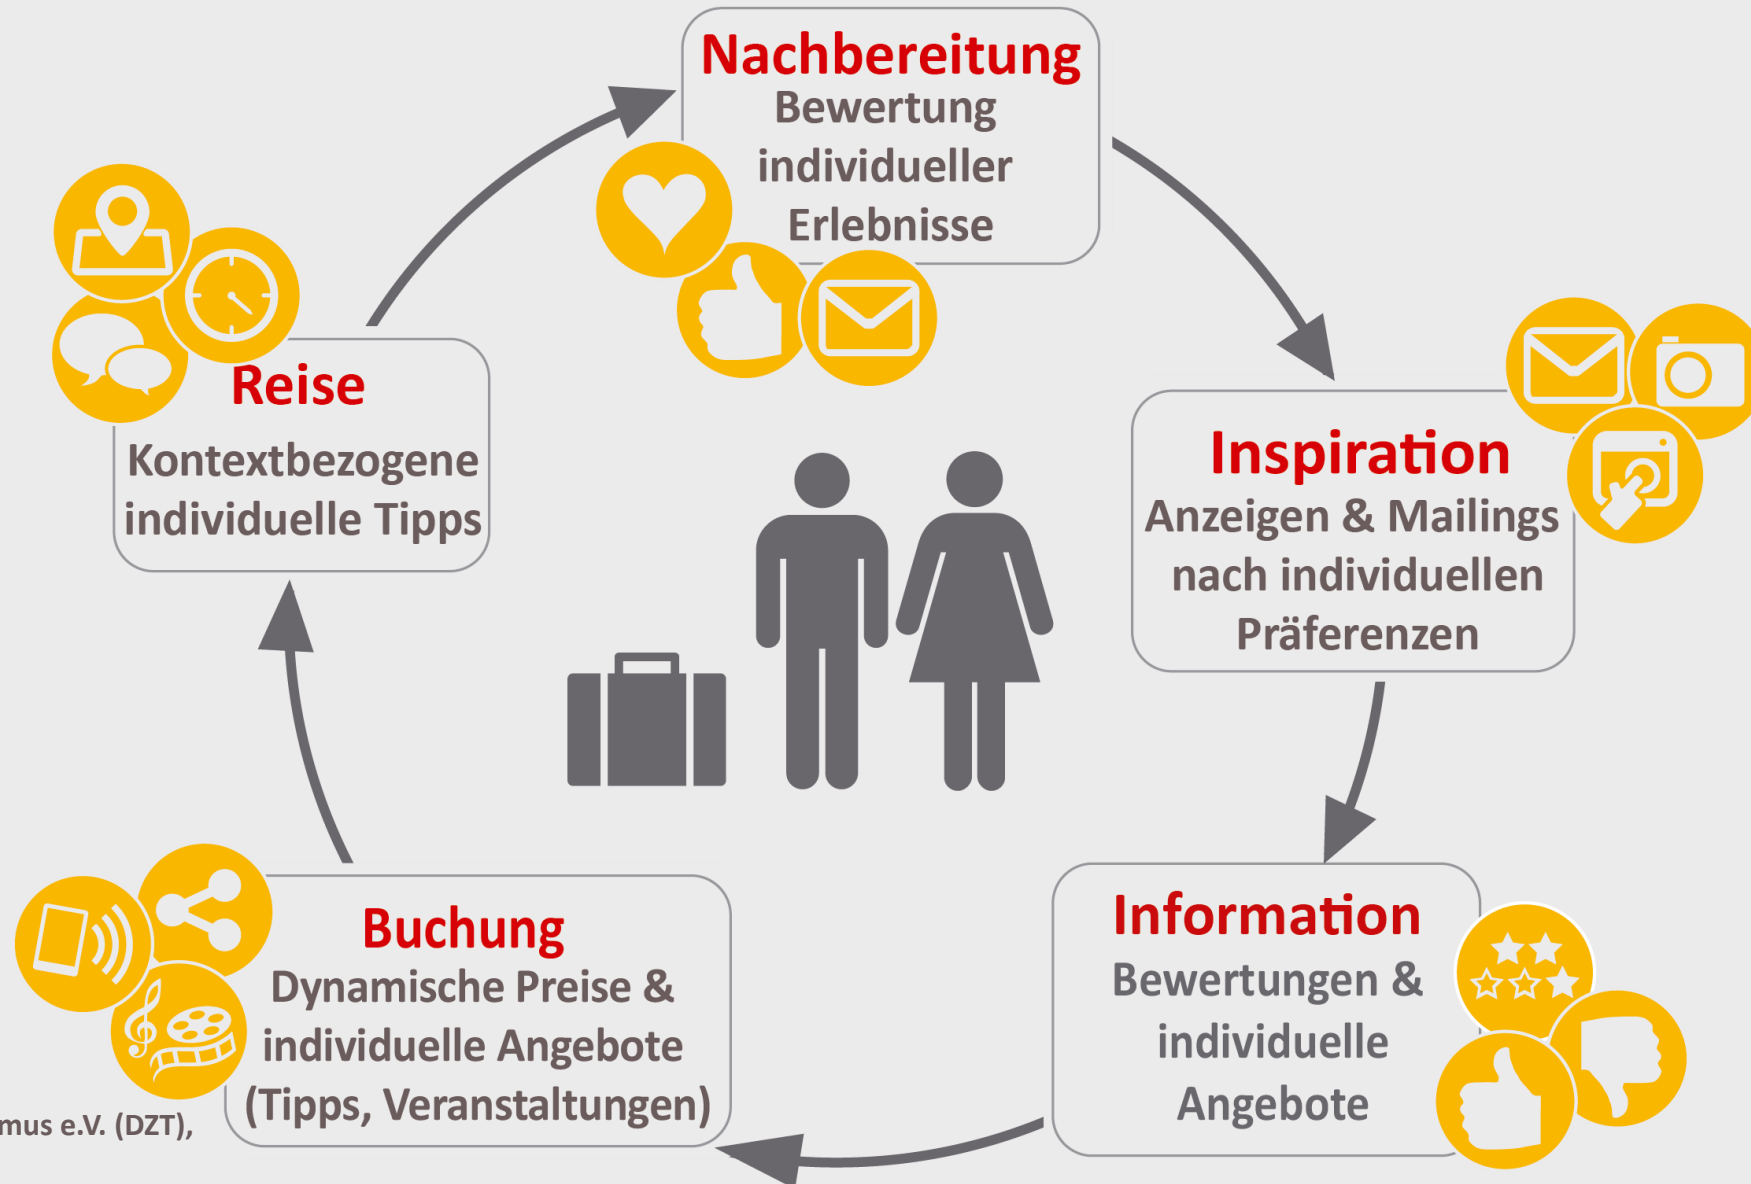 Nachbereitung
Bewertung
individueller
Erlebnisse
Reise
Kontextbezogene
individuelle Tipps
Inspiration
Anzeigen & Mailings
nach individuellen
Präferenzen
Buchung
Dynamische Preise &
individuelle Angebote
(Tipps, Veranstaltungen)
Information
Bewertungen &
individuelle
Angebote
e.V. (DZT),